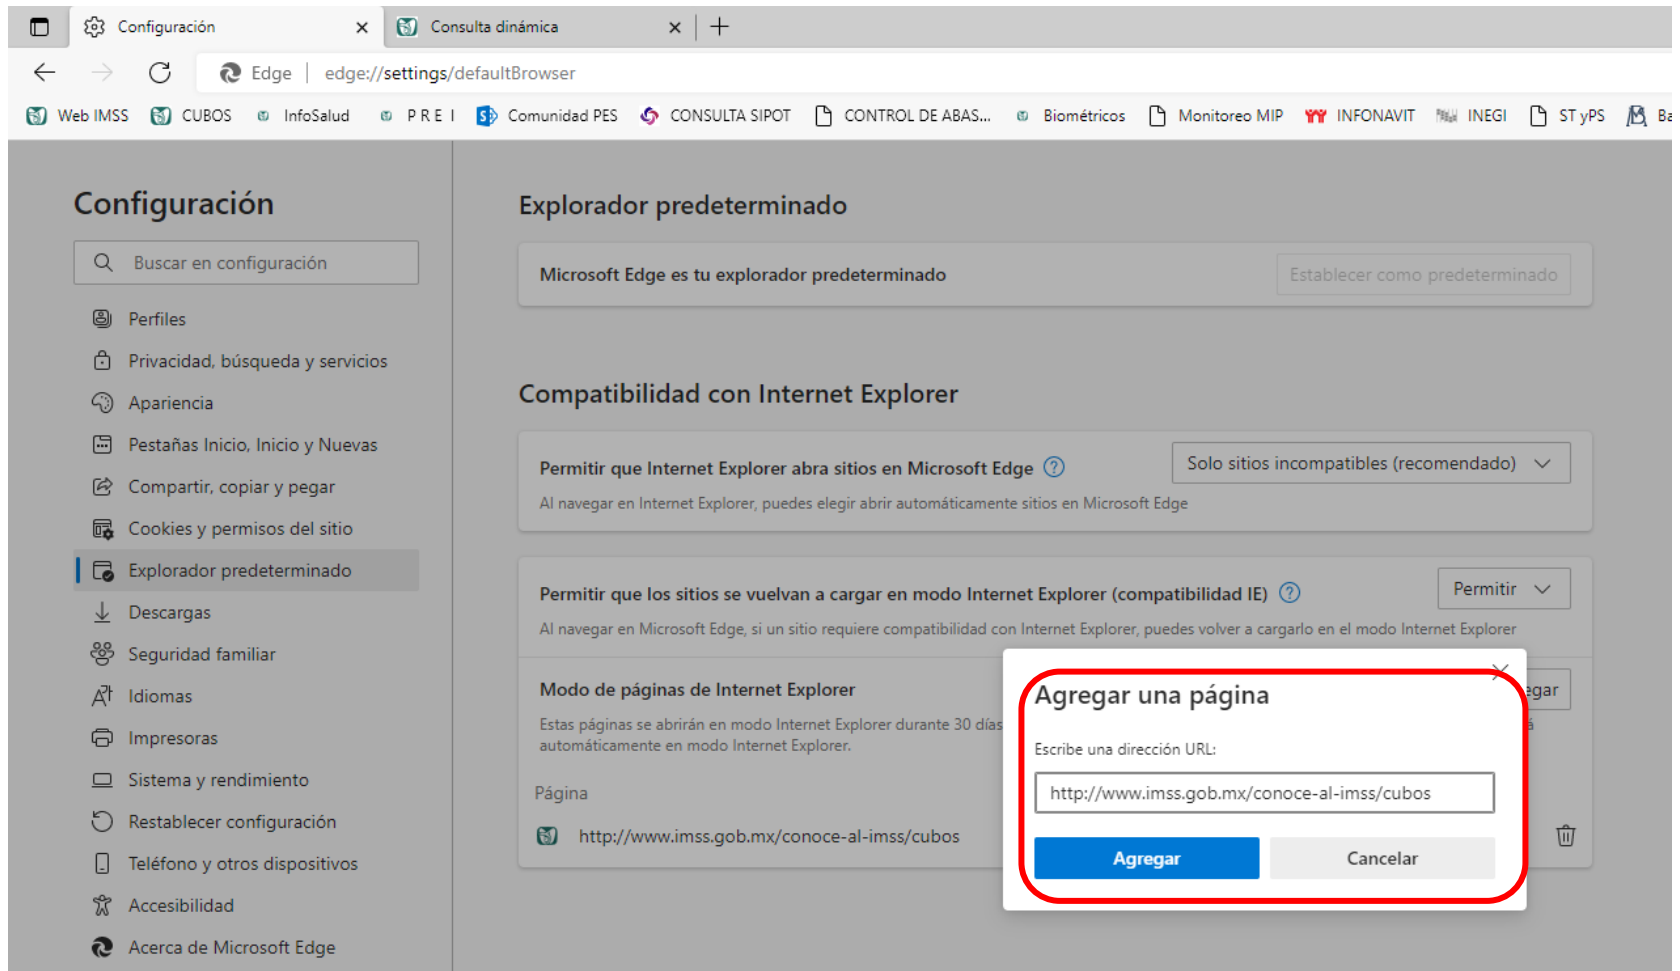 Configuración
Consulta dinámica
Edge
edge://settings/defaultBrowser
Web IMSS
CUBOS
InfoSalud
P R E I
Comunidad PES
CONSULTA SIPOT
CONTROL DE ABAS...
Biométricos
Monitoreo MIP
INFONAVIT
INEGI
ST yPS
Configuración
Buscar en configuración
Perfiles
Privacidad, búsqueda y servicios
Apariencia
Pestañas Inicio, Inicio y Nuevas
Compartir, copiar y pegar
Cookies y permisos del sitio
Explorador predeterminado
Descargas
Seguridad familiar
Idiomas
Impresoras
Sistema y rendimiento
Restablecer configuración
Teléfono y otros dispositivos
Accesibilidad
Acerca de Microsoft Edge
Explorador predeterminado
Microsoft Edge es tu explorador predeterminado
Establecer como predeterminado
Compatibilidad con Internet Explorer
Permitir que Internet Explorer abra sitios en Microsoft Edge
Solo sitios incompatibles (recomendado)
Al navegar en Internet Explorer, puedes elegir abrir automáticamente sitios en Microsoft Edge
Permitir que los sitios se vuelvan a cargar en modo Internet Explorer (compatibilidad IE)
Permitir
Al navegar en Microsoft Edge, si un sitio requiere compatibilidad con Internet Explorer, puedes volver a cargarlo en el modo Internet Explorer
Modo de páginas de Internet Explorer
Estas páginas se abrirán en modo Internet Explorer durante 30 días
automáticamente en modo Internet Explorer.
Página
http://www.imss.gob.mx/conoce-al-imss/cubos
Agregar una página
Escribe una dirección URL:
http://www.imss.gob.mx/conoce-al-imss/cubos
Agregar
Cancelar